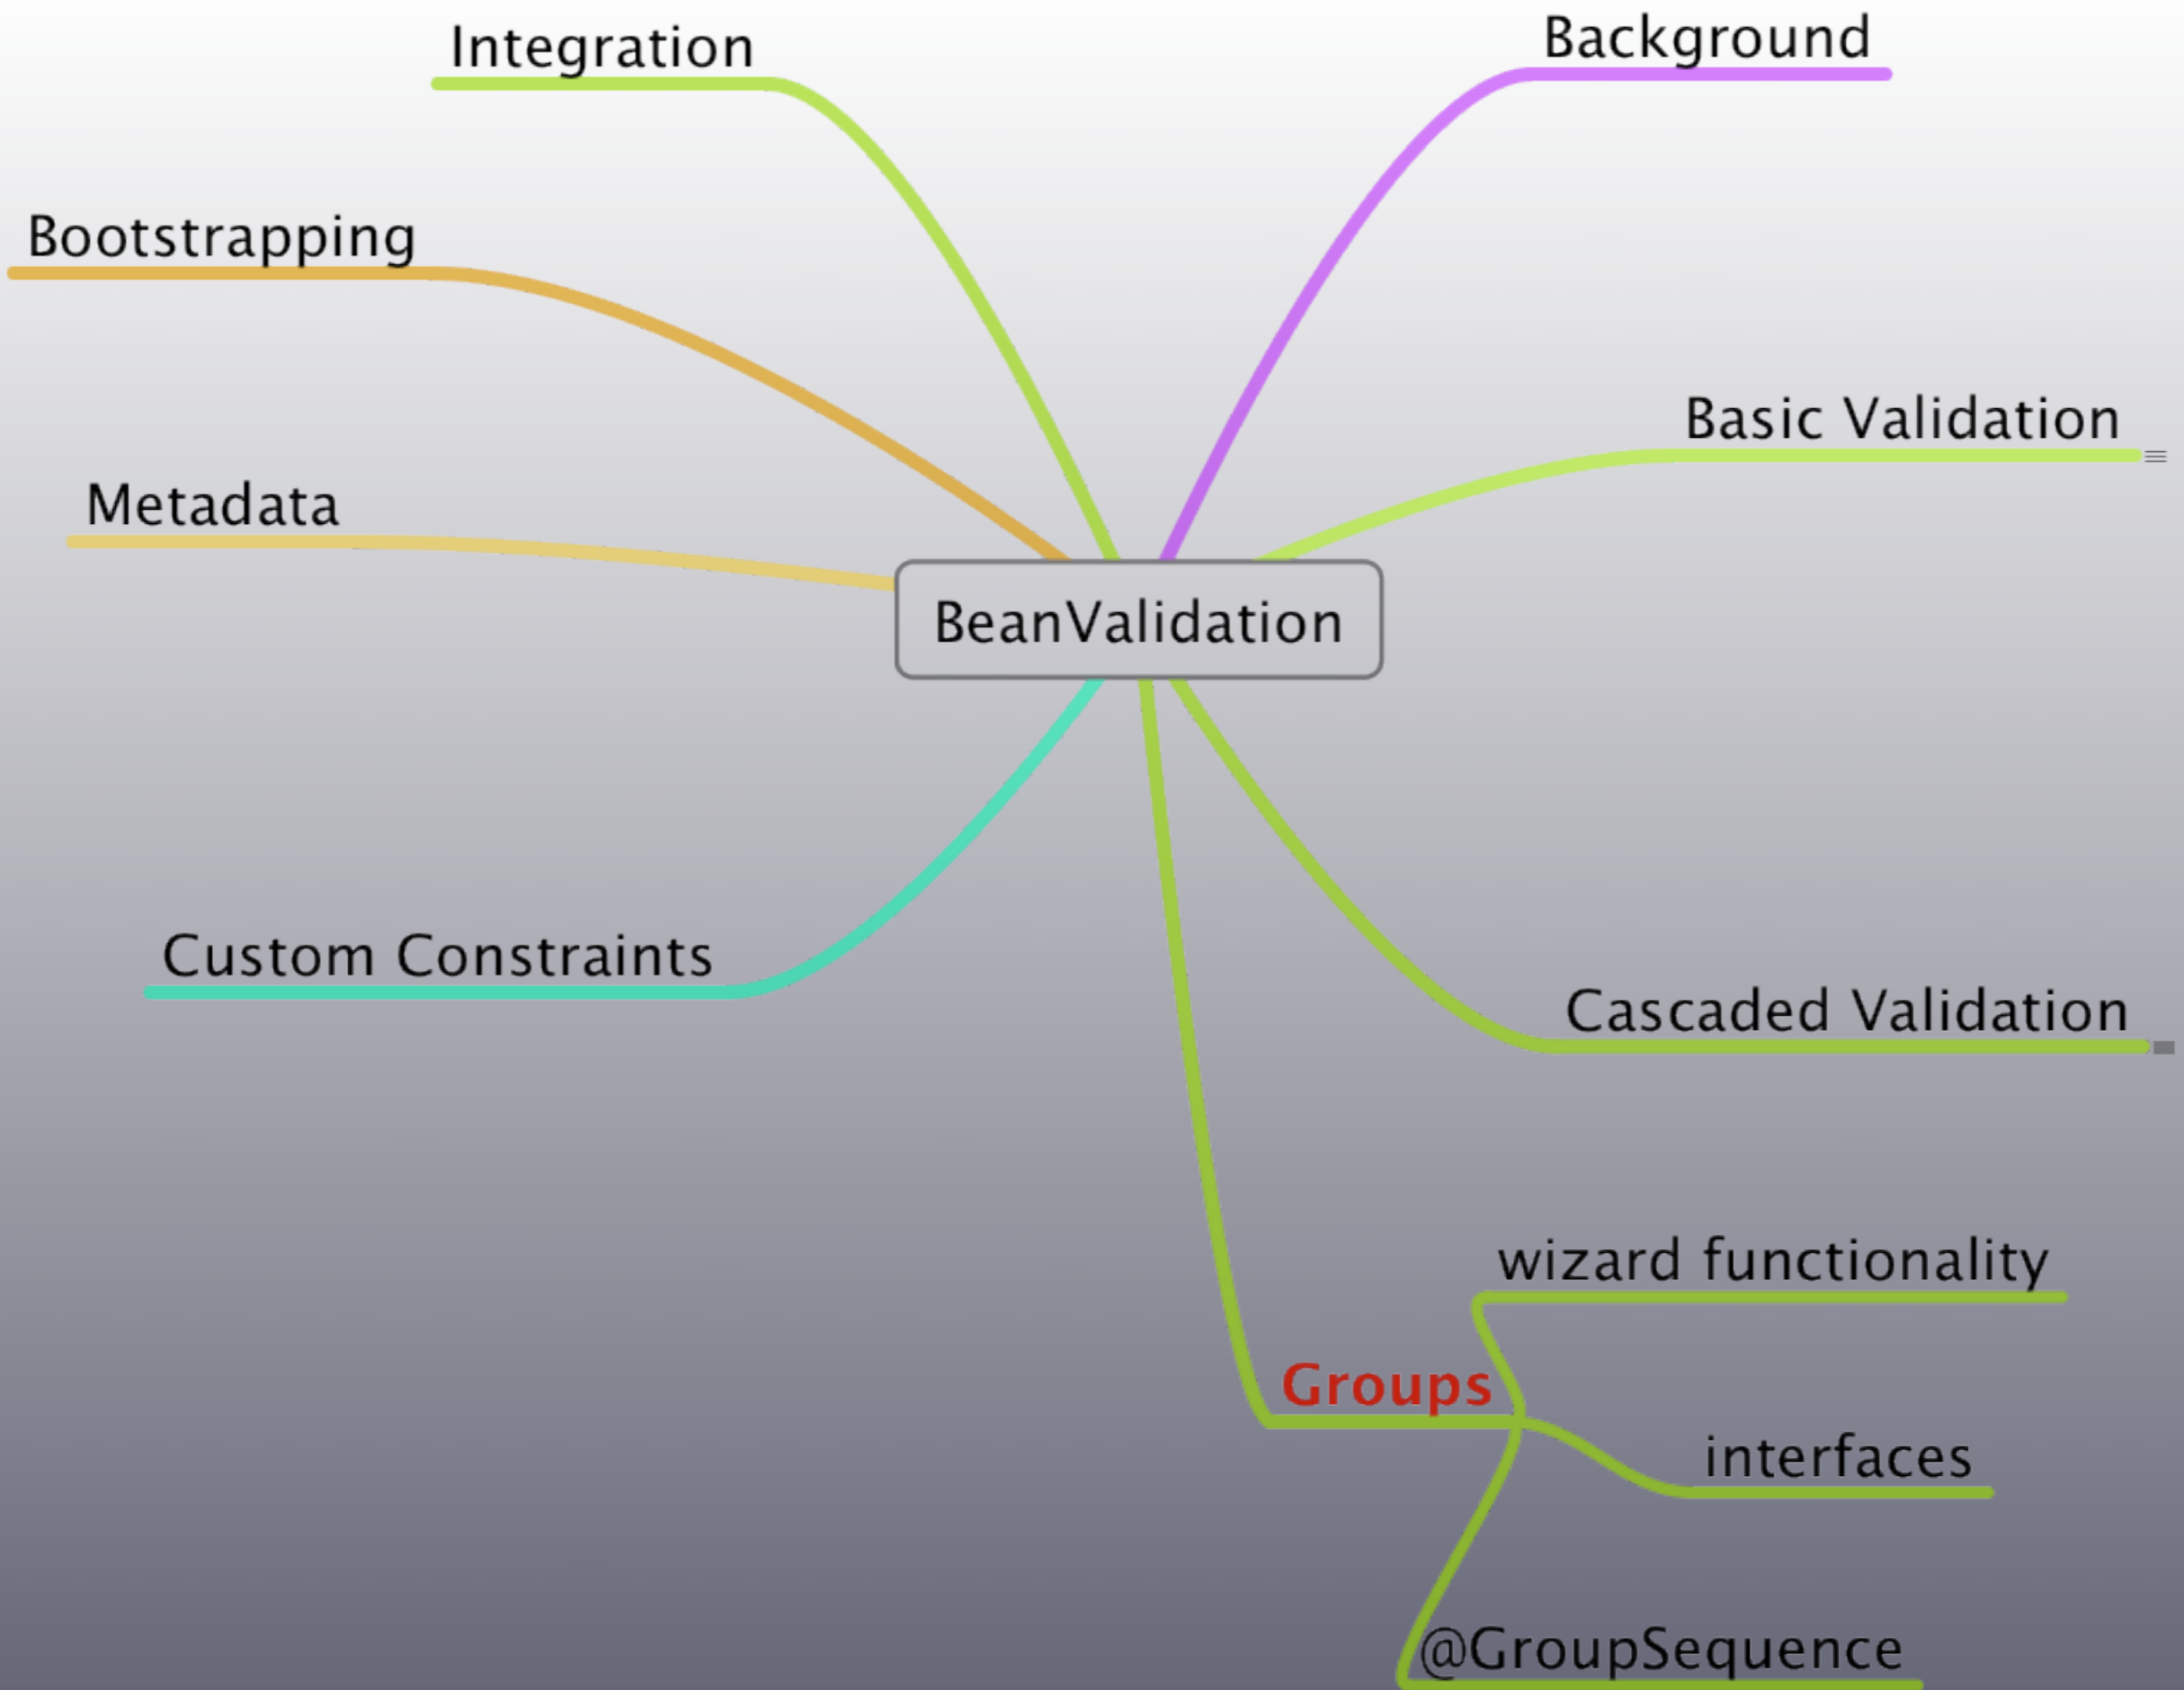 Integration
Background
Bootstrapping
Basic Validation
Metadata
BeanValidation
Custom Constraints
Cascaded Validation
wizard functionality
Groups
interfaces
@GroupSequence